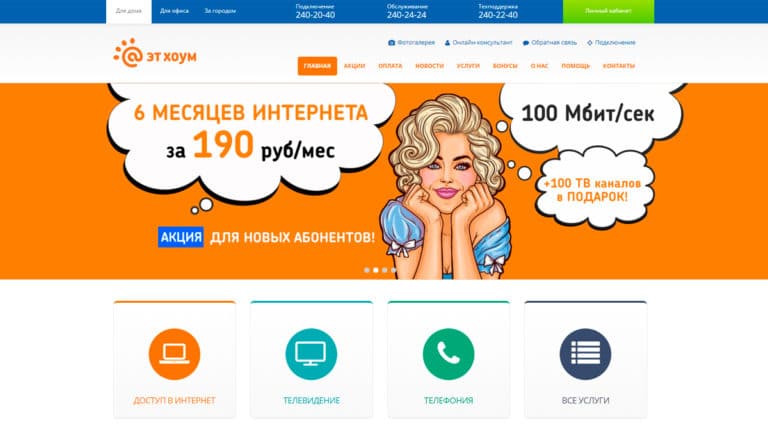 Для дома
Для офиса
За городом
Подключение
240-20-40
Обслуживание
240-24-24
Техподдержка
240-22-40
Личный кабинет
@ ЭТ ХОУМ
Фотогалерея
Онлайн консультант
Обратная связь
Подключение
ГЛАВНАЯ
АКЦИИ
ОПЛАТА
НОВОСТИ
УСЛУГИ
БОНУСЫ
О НАС
ПОМОЩЬ
КОНТАКТЫ
6 МЕСЯЦЕВ ИНТЕРНЕТА
за 190 руб/мес
100 Мбит/сек
+100 ТВ каналов
в ПОДАРОК!
АКЦИЯ ДЛЯ НОВЫХ АБОНЕНТОВ!
ДОСТУП В ИНТЕРНЕТ
ТЕЛЕВИДЕНИЕ
ТЕЛЕФОНИЯ
ВСЕ УСЛУГИ